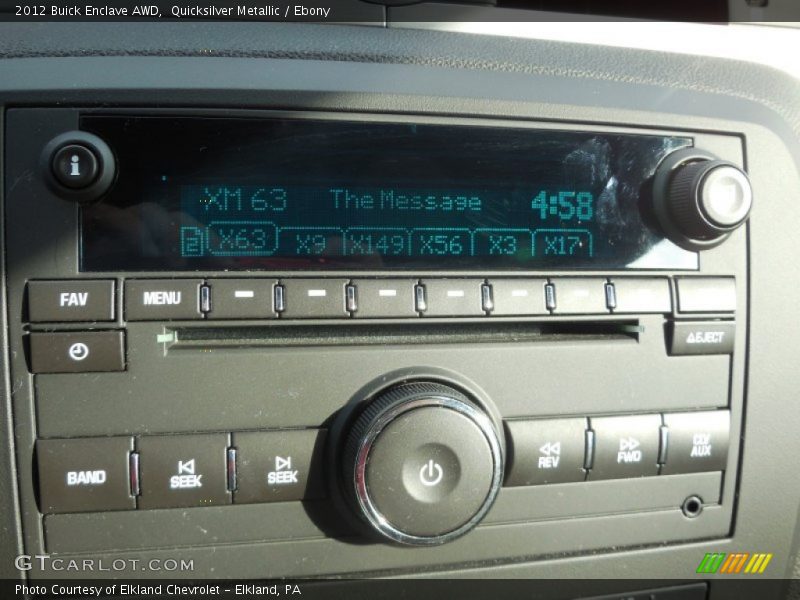 2012 Buick Enclave AWD,  Quicksilver Metallic / Ebony
i
XM 63 The Message 4:58
2 X63 X9 X149 X56 X3 X17
FAV MENU
EJECT
BAND SEEK SEEK REV FWD CD/ AUX
GTCARLOT.COM
Photo Courtesy of Elkland Chevrolet – Elkland, PA